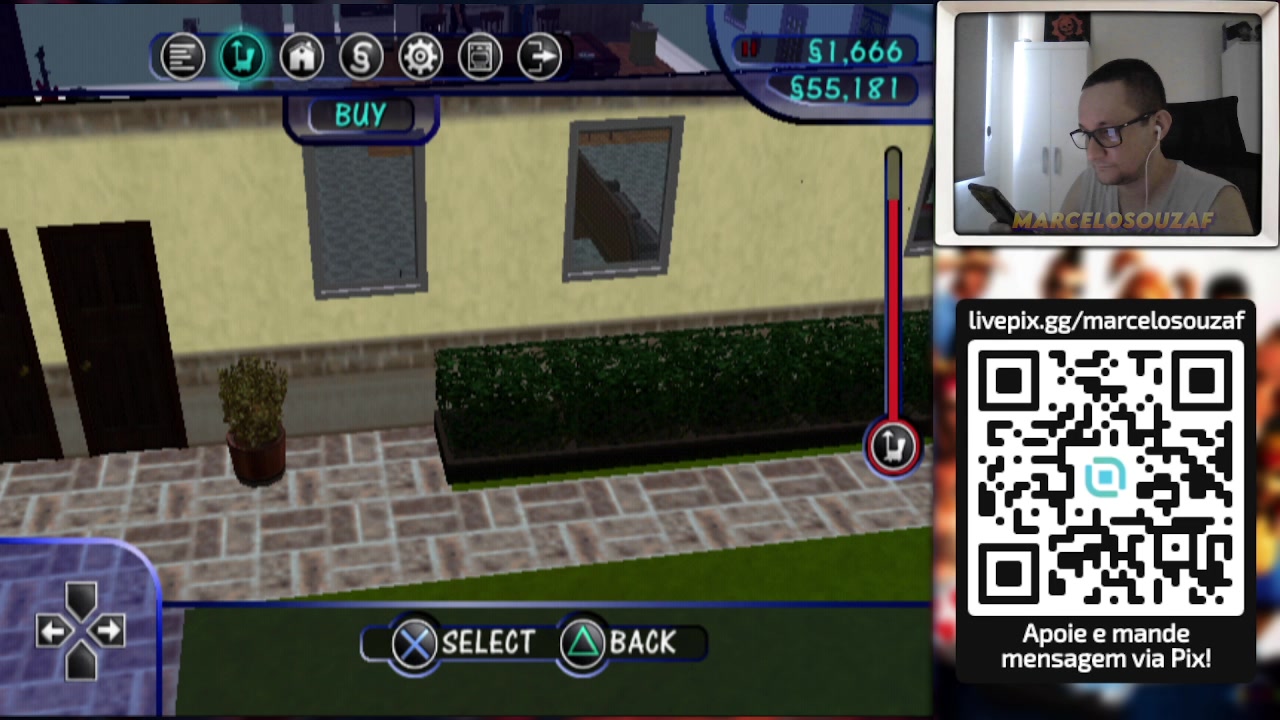 §1,666
§55,181
BUY
SELECT
BACK
MARCELOSOUZAF
livepix.gg/marcelosouzaf
Apoie e mande
mensagem via Pix!